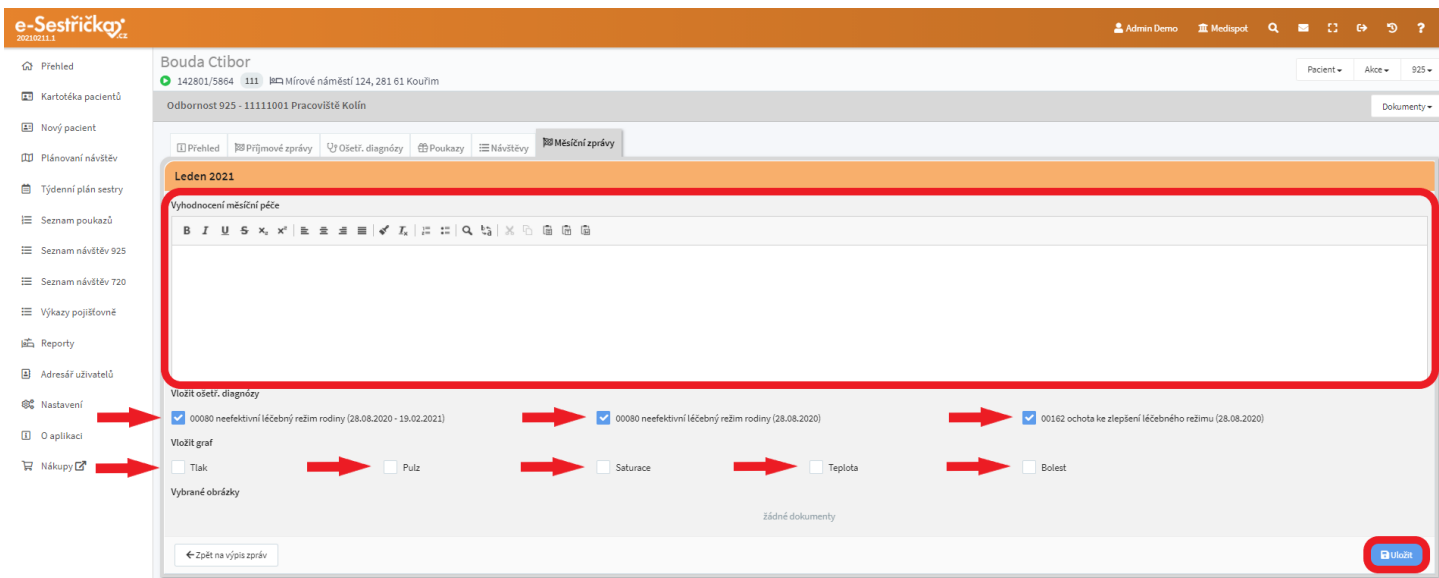 e-Sestřička.cz
20210211.1
Admin Demo Medispot ?
Přehled
Kartotéka pacientů
Nový pacient
Plánovaní návštěv
Týdenní plán sestry
Seznam poukazů
Seznam návštěv 925
Seznam návštěv 720
Výkazy pojišťovně
Reporty
Adresář uživatelů
Nastavení
O aplikaci
Nákupy
Bouda Ctibor
142801/5864 111 Mírové náměstí 124, 281 61 Kouřim
Pacient Akce 925
Odbornost 925 - 11111001 Pracoviště Kolín
Dokumenty
Přehled Příjmové zprávy Ošetř. diagnózy Poukazy Návštěvy Měsíční zprávy
Leden 2021
Vyhodnocení měsíční péče
Vložit ošetř. diagnózy
00080 neefektivní léčebný režim rodiny (28.08.2020 - 19.02.2021) 00080 neefektivní léčebný režim rodiny (28.08.2020) 00162 ochota ke zlepšení léčebného režimu (28.08.2020)
Vložit graf
Tlak Pulz Saturace Teplota Bolest
Vybrané obrázky
žádné dokumenty
Zpět na výpis zpráv Uložit